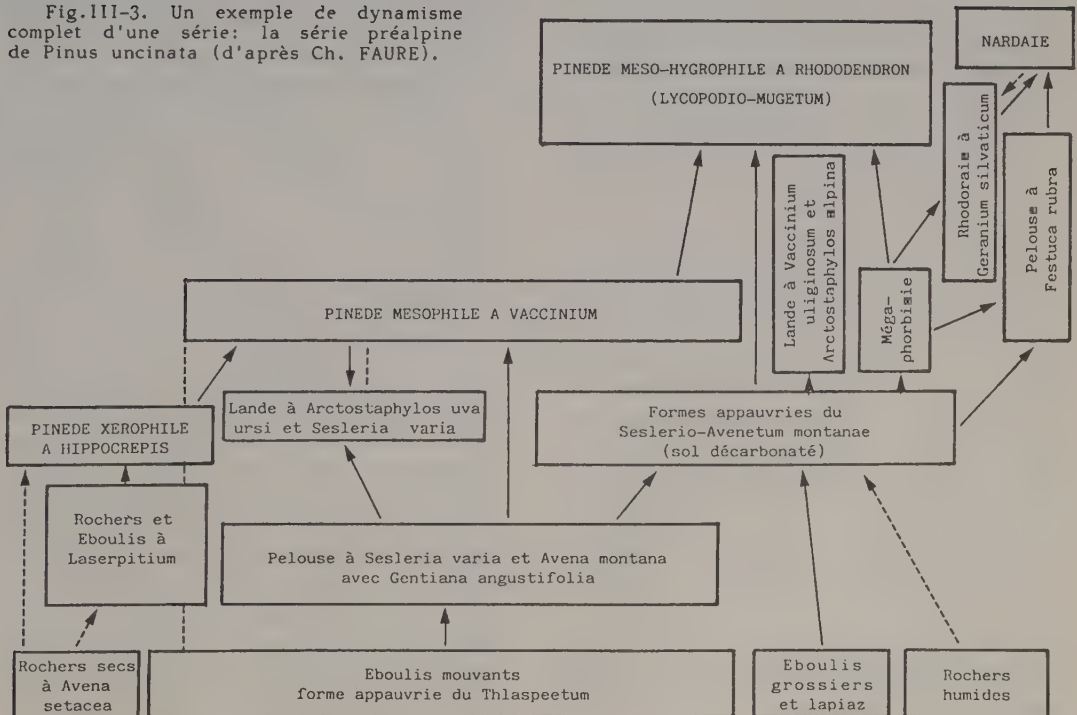 Fig.III-3. Un exemple de dynamisme
complet d'une série: la série préalpine
de Pinus uncinata (d'après Ch. FAURE).
NARDAIE
PINEDE MESO-HYGROPHILE A RHODODENDRON
(LYCOPODIO-MUGETUM)
Rhodoraie à
Geranium silvaticum
Pelouse à
Festuca rubra
Lande à Vaccinium
uliginosum et
Arctostaphylos alpina
Méga-
phorbiaie
PINEDE MESOPHILE A VACCINIUM
Lande à Arctostaphylos uva
ursi et Sesleria varia
Formes appauvries du
Seslerio-Avenetum montanae
(sol décarbonaté)
PINEDE XEROPHILE
A HIPPOCREPIS
Rochers et
Eboulis à
Laserpitium
Pelouse à Sesleria varia et Avena montana
avec Gentiana angustifolia
Rochers secs
à Avena
setacea
Eboulis mouvants
forme appauvrie du Thlaspeetum
Eboulis
grossiers
et lapiaz
Rochers
humides